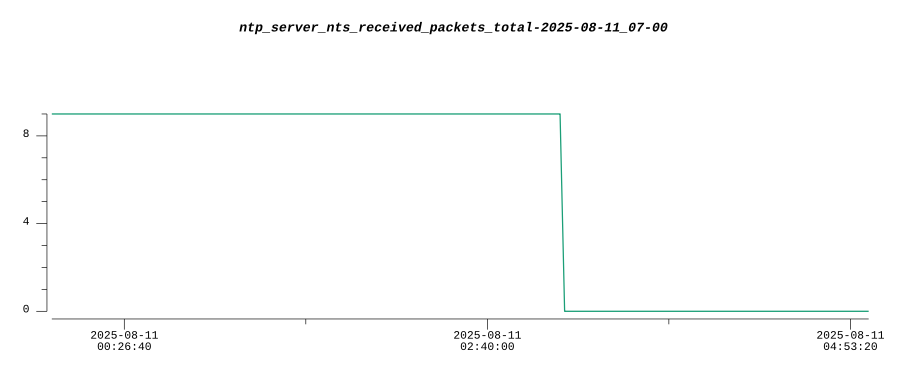 ntp_server_nts_received_packets_total-2025-08-11_07-00
8
4
0
2025-08-11 2025-08-11 2025-08-11
00:26:40 02:40:00 04:53:20